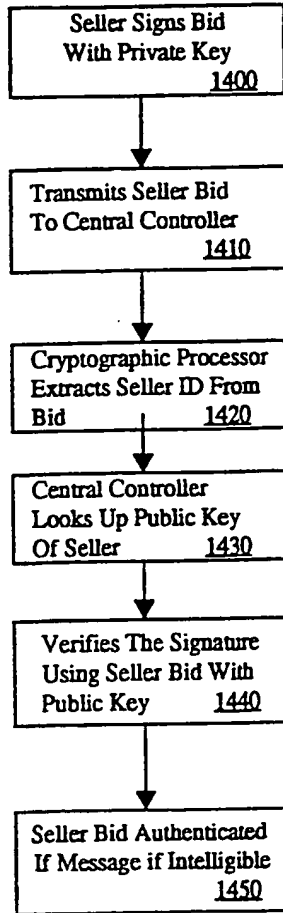 Seller Signs Bid
With Private Key
1400
Transmits Seller Bid
To Central Controller
1410
Cryptographic Processor
Extracts Seller ID From
Bid 1420
Central Controller
Looks Up Public Key
Of Seller 1430
Verifies The Signature
Using Seller Bid With
Public Key 1440
Seller Bid Authenticated
If Message if Intelligible
1450